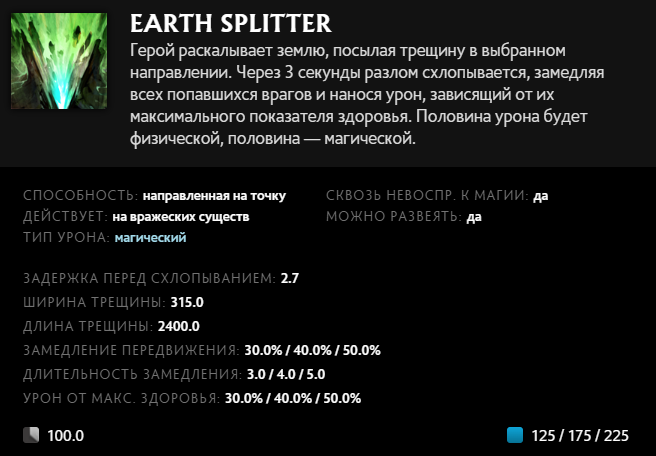 EARTH SPLITTER
Герой раскалывает землю, посылая трещину в выбранном
направлении. Через 3 секунды разлом схлопывается, замедляя
всех попавшихся врагов и нанося урон, зависящий от их
максимального показателя здоровья. Половина урона будет
физической, половина — магической.
СПОСОБНОСТЬ: направленная на точку
СКВОЗЬ НЕВОСПР. К МАГИИ: да
ДЕЙСТВУЕТ: на вражеских существ
МОЖНО РАЗВЕЯТЬ: да
ТИП УРОНА: магический
ЗАДЕРЖКА ПЕРЕД СХЛОПЫВАНИЕМ: 2.7
ШИРИНА ТРЕЩИНЫ: 315.0
ДЛИНА ТРЕЩИНЫ: 2400.0
ЗАМЕДЛЕНИЕ ПЕРЕДВИЖЕНИЯ: 30.0% / 40.0% / 50.0%
ДЛИТЕЛЬНОСТЬ ЗАМЕДЛЕНИЯ: 3.0 / 4.0 / 5.0
УРОН ОТ МАКС. ЗДОРОВЬЯ: 30.0% / 40.0% / 50.0%
100.0
125 / 175 / 225